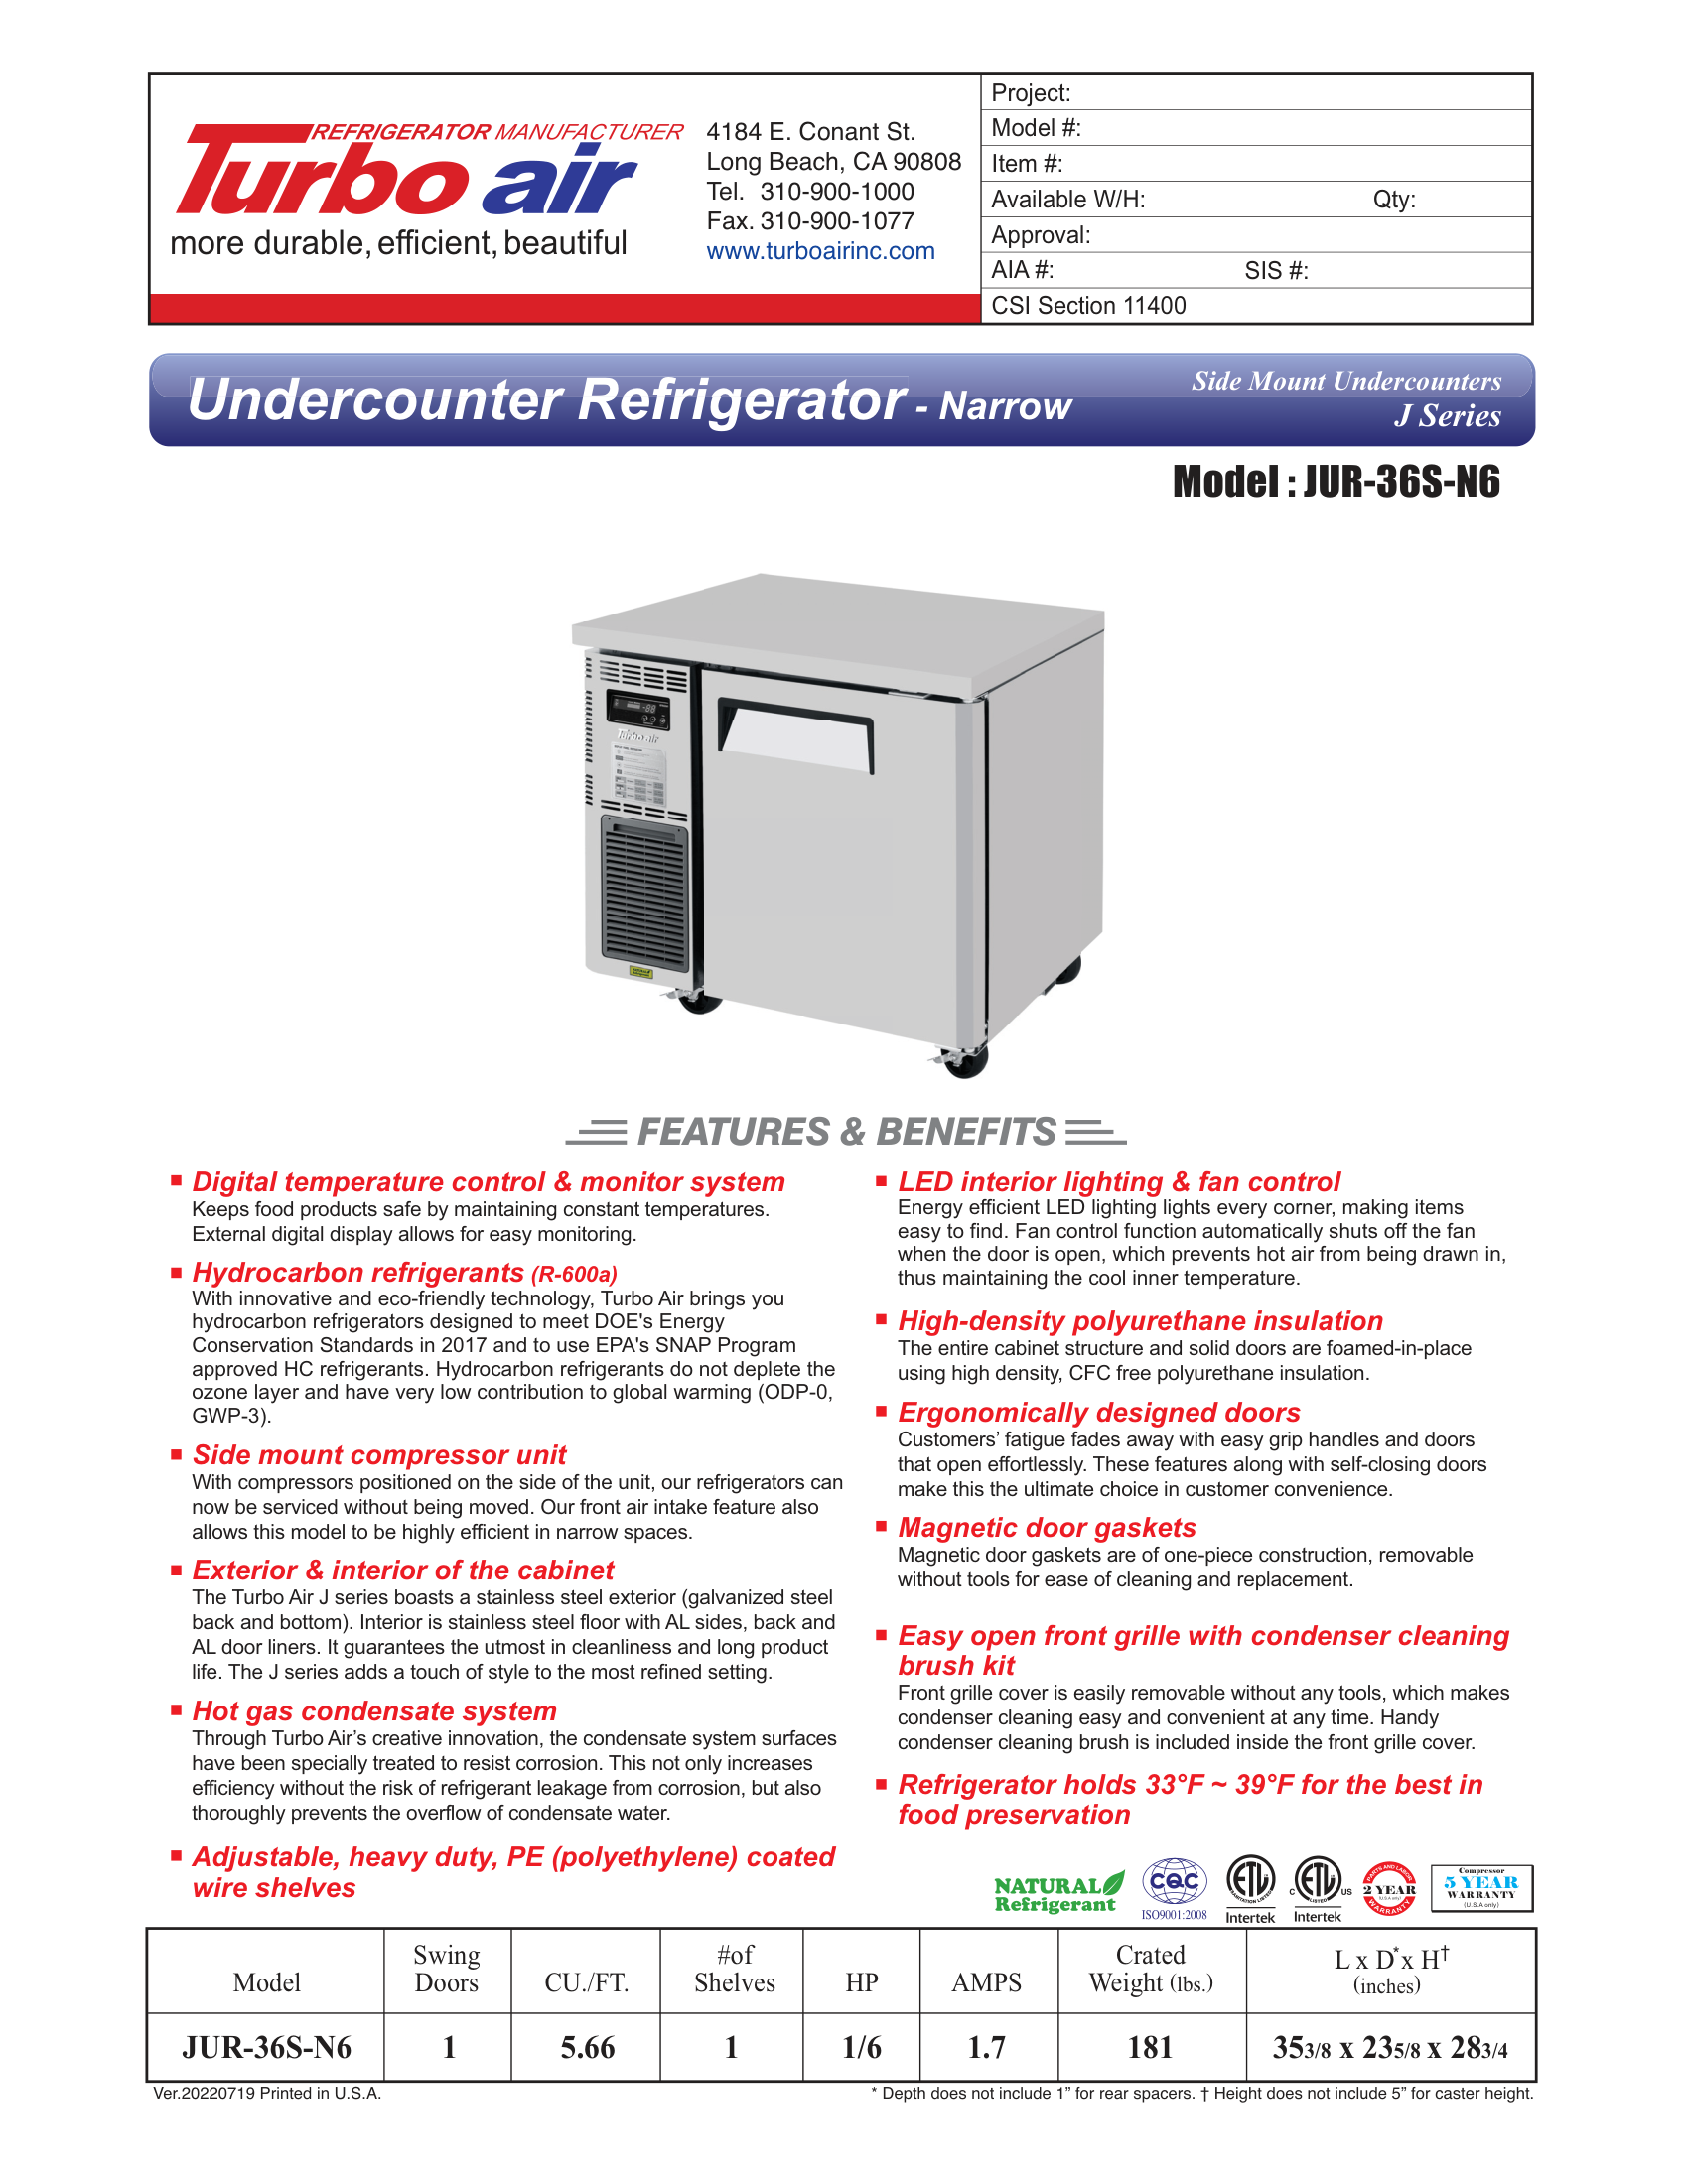 REFRIGERATOR MANUFACTURER
Turbo air
more durable, efficient, beautiful
4184 E. Conant St.
Long Beach, CA 90808
Tel. 310-900-1000
Fax. 310-900-1077
www.turboairinc.com
Project:
Model #:
Item #:
Available W/H: Qty:
Approval:
AIA #: SIS #:
CSI Section 11400
Undercounter Refrigerator - Narrow
Side Mount Undercounters
J Series
Model : JUR-36S-N6
Turbo air
FEATURES & BENEFITS
Digital temperature control & monitor system
Keeps food products safe by maintaining constant temperatures.
External digital display allows for easy monitoring.
Hydrocarbon refrigerants (R-600a)
With innovative and eco-friendly technology, Turbo Air brings you
hydrocarbon refrigerators designed to meet DOE's Energy
Conservation Standards in 2017 and to use EPA's SNAP Program
approved HC refrigerants. Hydrocarbon refrigerants do not deplete the
ozone layer and have very low contribution to global warming (ODP-0,
GWP-3).
Side mount compressor unit
With compressors positioned on the side of the unit, our refrigerators can
now be serviced without being moved. Our front air intake feature also
allows this model to be highly efficient in narrow spaces.
Exterior & interior of the cabinet
The Turbo Air J series boasts a stainless steel exterior (galvanized steel
back and bottom). Interior is stainless steel floor with AL sides, back and
AL door liners. It guarantees the utmost in cleanliness and long product
life. The J series adds a touch of style to the most refined setting.
Hot gas condensate system
Through Turbo Air’s creative innovation, the condensate system surfaces
have been specially treated to resist corrosion. This not only increases
efficiency without the risk of refrigerant leakage from corrosion, but also
thoroughly prevents the overflow of condensate water.
Adjustable, heavy duty, PE (polyethylene) coated
wire shelves
LED interior lighting & fan control
Energy efficient LED lighting lights every corner, making items
easy to find. Fan control function automatically shuts off the fan
when the door is open, which prevents hot air from being drawn in,
thus maintaining the cool inner temperature.
High-density polyurethane insulation
The entire cabinet structure and solid doors are foamed-in-place
using high density, CFC free polyurethane insulation.
Ergonomically designed doors
Customers’ fatigue fades away with easy grip handles and doors
that open effortlessly. These features along with self-closing doors
make this the ultimate choice in customer convenience.
Magnetic door gaskets
Magnetic door gaskets are of one-piece construction, removable
without tools for ease of cleaning and replacement.
Easy open front grille with condenser cleaning
brush kit
Front grille cover is easily removable without any tools, which makes
condenser cleaning easy and convenient at any time. Handy
condenser cleaning brush is included inside the front grille cover.
Refrigerator holds 33°F ~ 39°F for the best in
food preservation
NATURAL
Refrigerant
CQC
ISO9001:2008
ETL
SANITATION LISTED
Intertek
C ETL US
LISTED
Intertek
PARTS AND LABOR
2 YEAR
(U.S.A only)
WARRANTY
Compressor
5 YEAR
WARRANTY
(U.S.A only)
Model Swing Doors CU./FT. #of Shelves HP AMPS Crated Weight (lbs.) L x D* x H† (inches)
JUR-36S-N6 1 5.66 1 1/6 1.7 181 35 3/8 x 23 5/8 x 28 3/4
Ver.20220719 Printed in U.S.A.
* Depth does not include 1” for rear spacers. † Height does not include 5” for caster height.